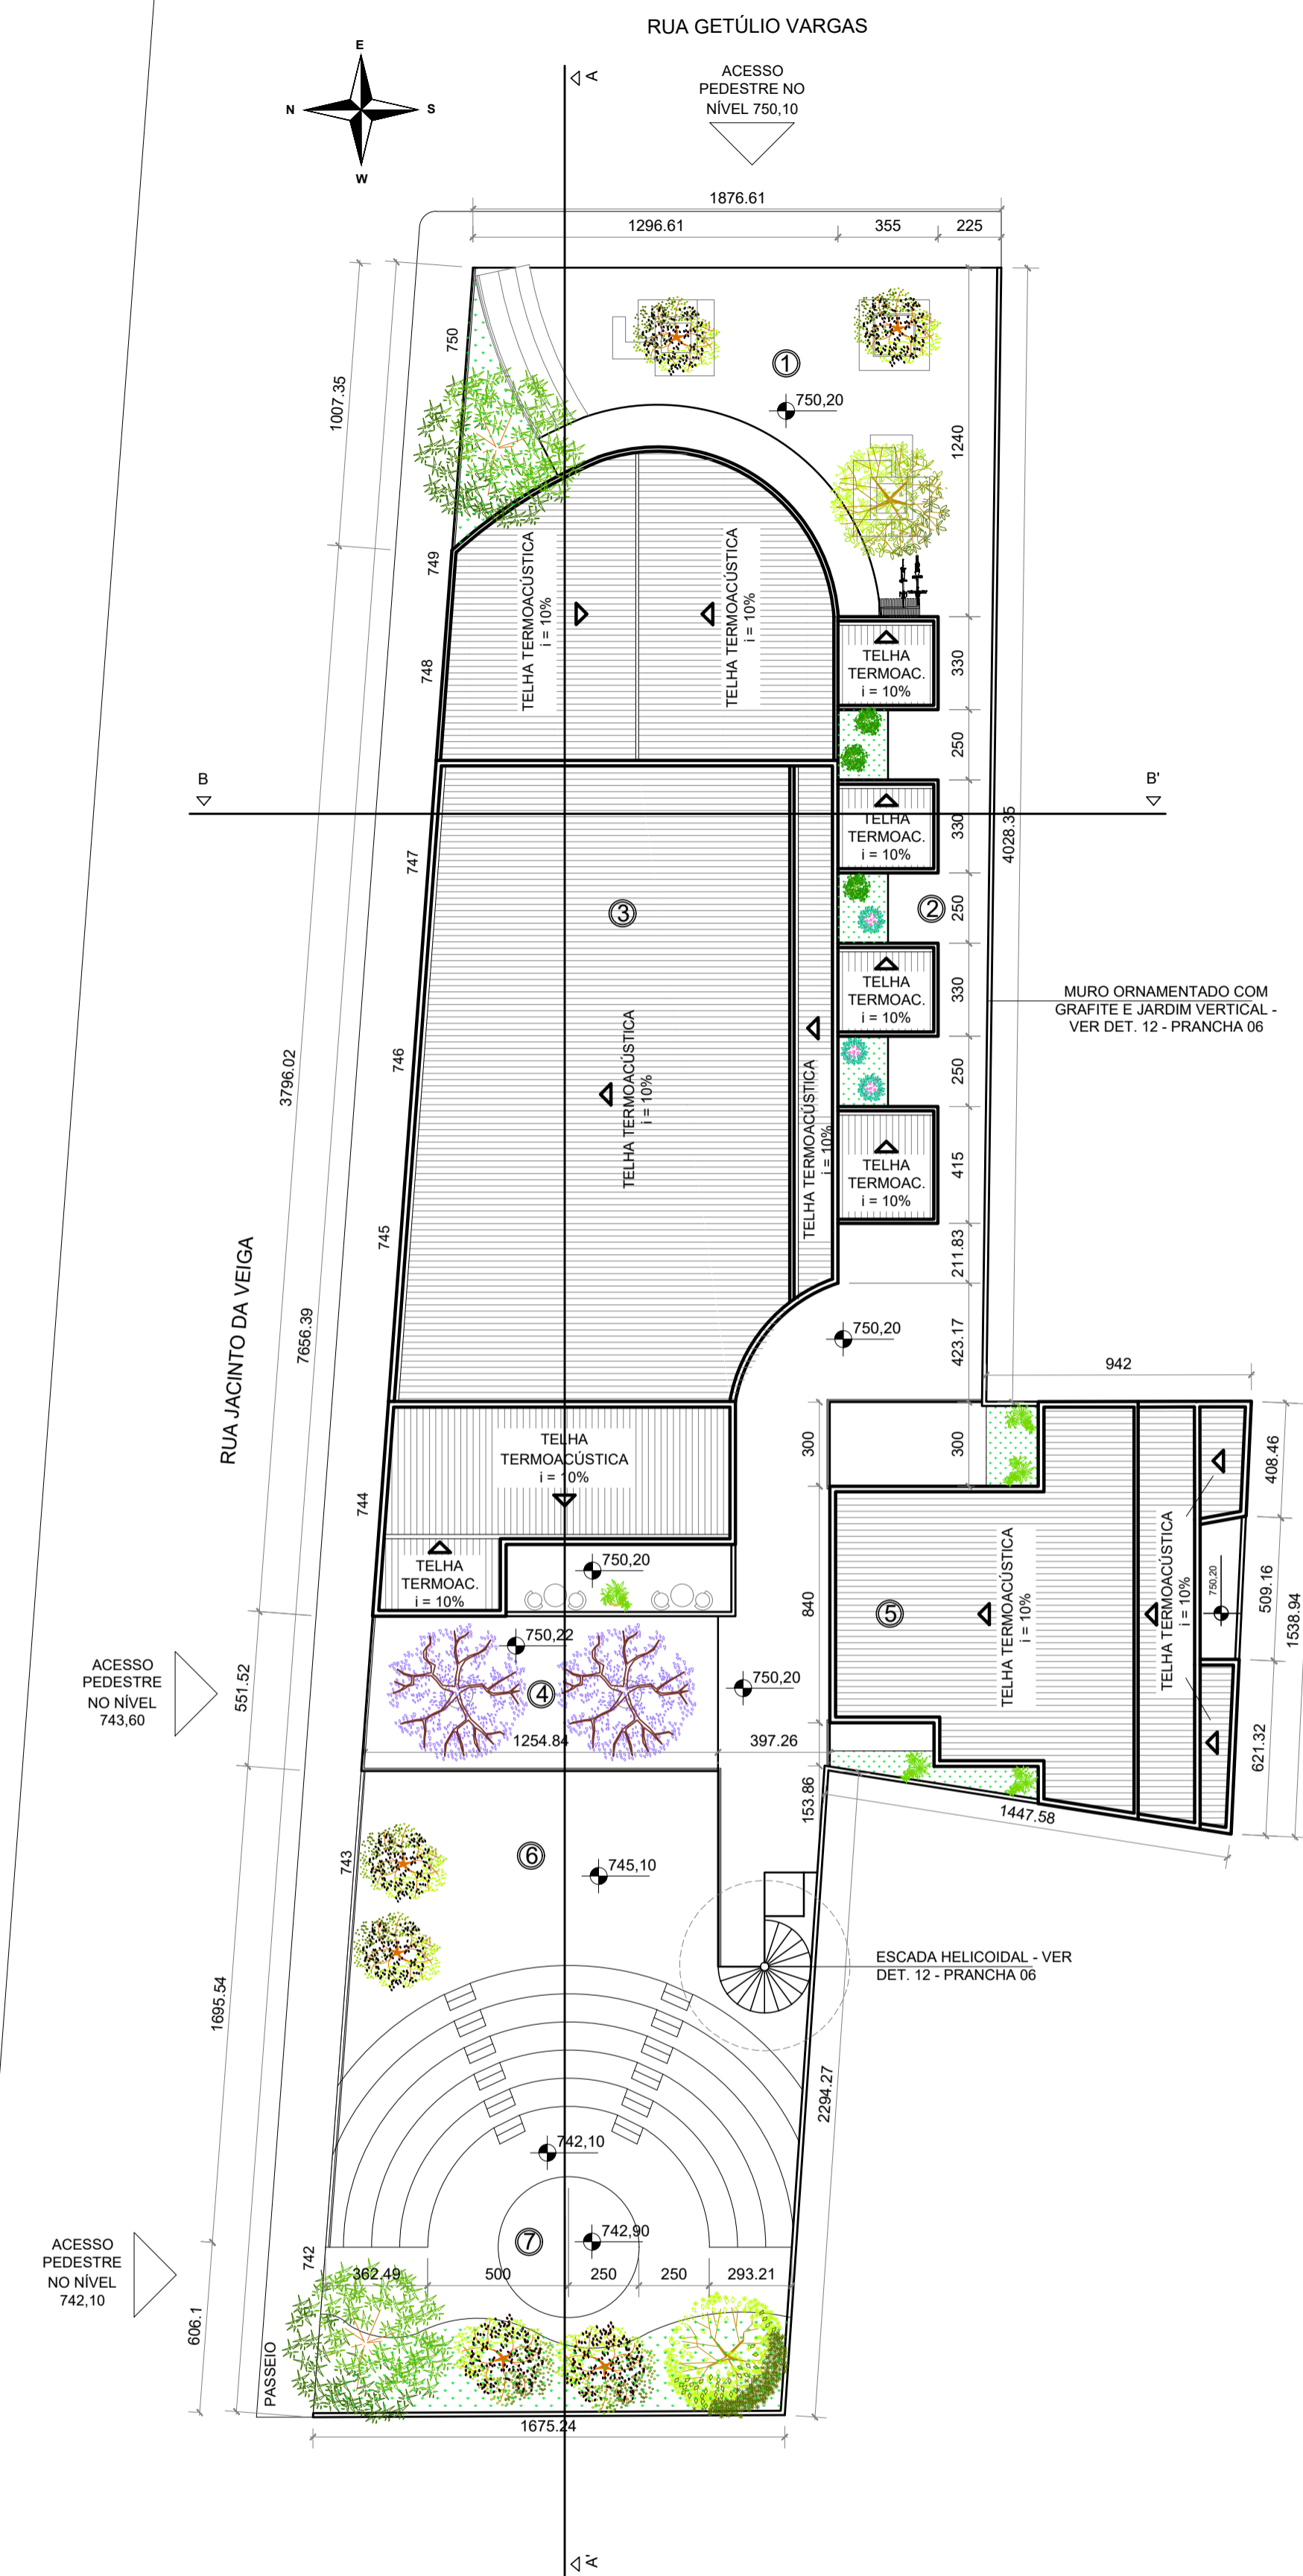 RUA GETÚLIO VARGAS
E
N
S
W
A
ACESSO
PEDESTRE NO
NÍVEL 750,10
1876.61
1296.61
355
225
750
1007.35
1
750,20
1240
749
TELHA TERMOACÚSTICA
i = 10%
TELHA TERMOACÚSTICA
i = 10%
748
TELHA
TERMOAC.
i = 10%
330
250
B
B'
TELHA
TERMOAC.
i = 10%
330
4028.35
747
3
2
250
TELHA
TERMOAC.
i = 10%
330
MURO ORNAMENTADO COM
GRAFITE E JARDIM VERTICAL -
VER DET. 12 - PRANCHA 06
3796.02
746
TELHA TERMOACÚSTICA
i = 10%
TELHA TERMOACÚSTICA
i = 10%
250
TELHA
TERMOAC.
i = 10%
415
745
211.83
RUA JACINTO DA VEIGA
7656.39
750,20
423.17
942
TELHA
TERMOACÚSTICA
i = 10%
300
300
408.46
744
TELHA
TERMOAC.
i = 10%
750,20
840
5
TELHA TERMOACÚSTICA
i = 10%
TELHA TERMOACÚSTICA
i = 10%
750,20
509.16
1538.94
ACESSO
PEDESTRE
NO NÍVEL
743,60
551.52
750,22
4
750,20
1254.84
397.26
621.32
153.86
1447.58
743
6
745,10
ESCADA HELICOIDAL - VER
DET. 12 - PRANCHA 06
1695.54
2294.27
742,10
7
742,90
ACESSO
PEDESTRE
NO NÍVEL
742,10
742
362.49
500
250
250
293.21
606.1
PASSEIO
1675.24
A'